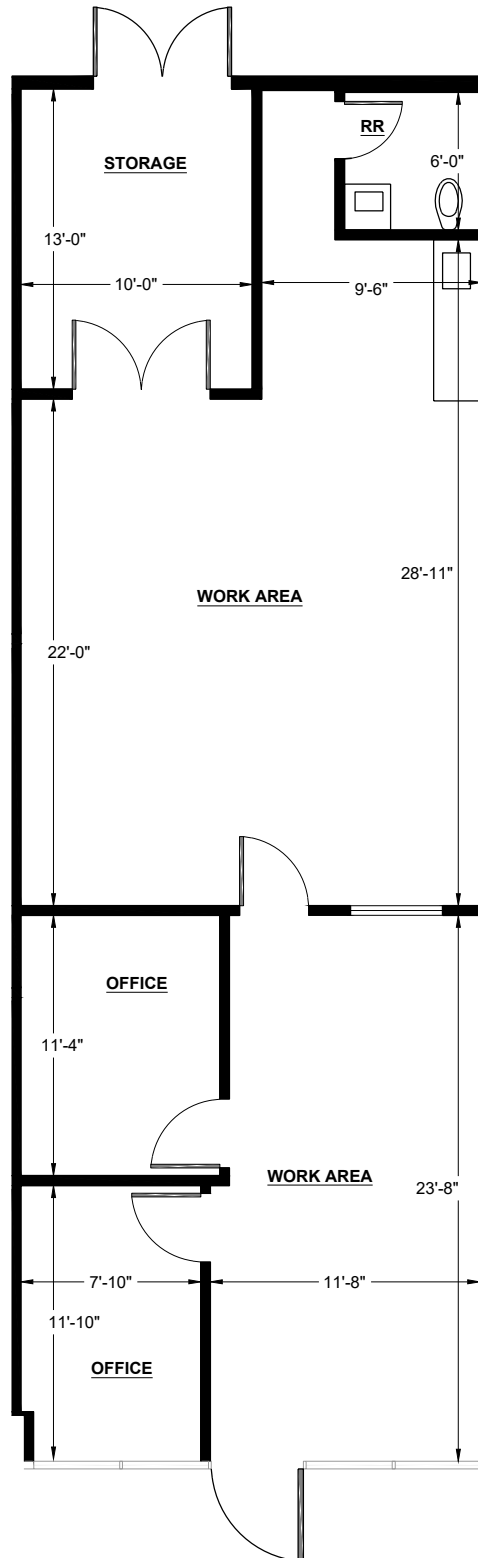 RR
STORAGE
6'-0"
13'-0"
10'-0"
9'-6"
28'-11"
WORK AREA
22'-0"
OFFICE
11'-4"
WORK AREA
23'-8"
7'-10"
11'-8"
11'-10"
OFFICE